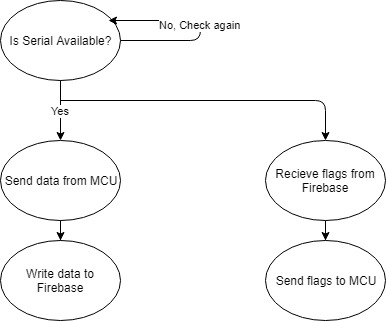 No, Check again
Is Serial Available?
Yes
Send data from MCU
Recieve flags from
Firebase
Write data to
Firebase
Send flags to MCU